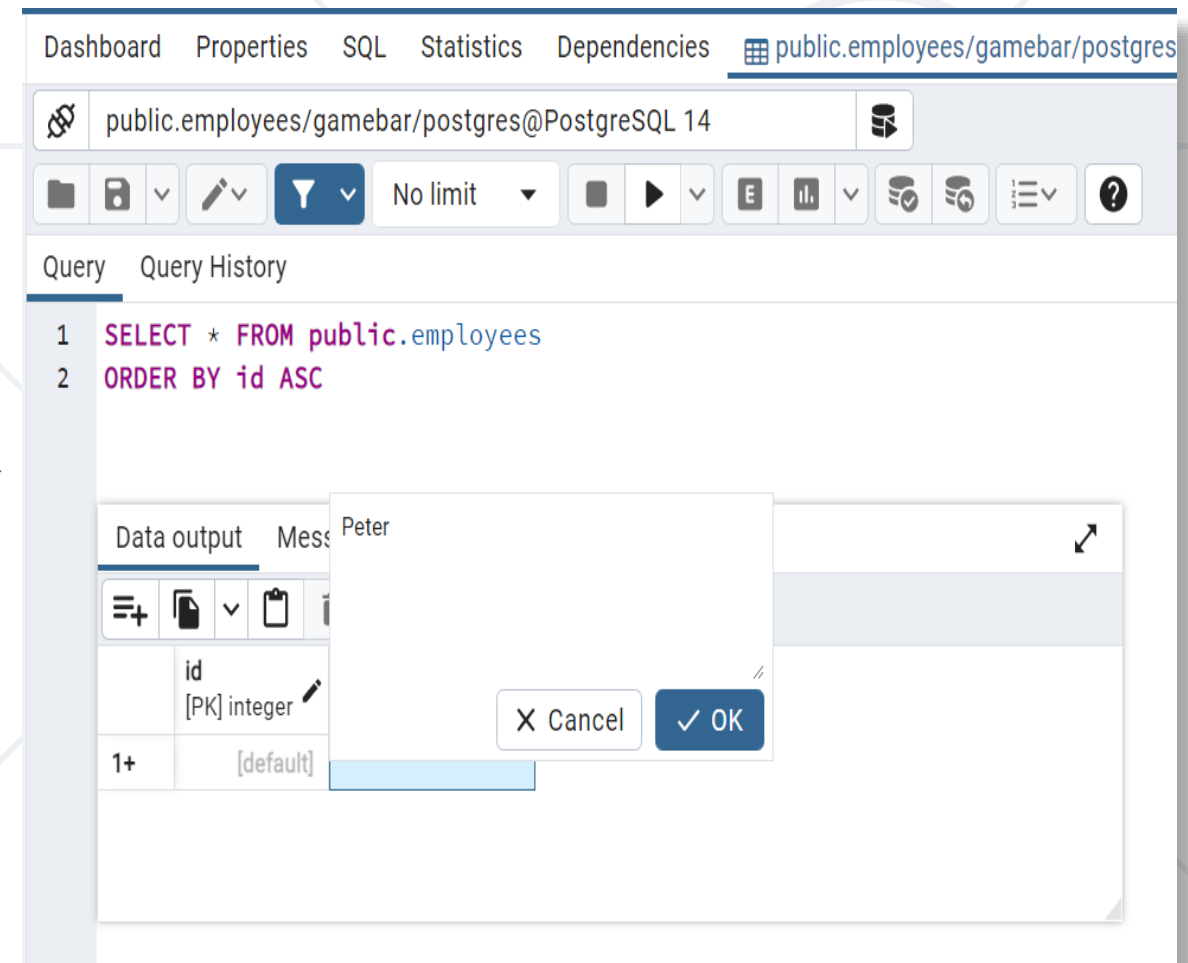 Dashboard Properties SQL Statistics Dependencies public.employees/gamebar/postgres
public.employees/gamebar/postgres@PostgreSQL 14
No limit E ?
Query Query History
1 SELECT * FROM public.employees
2 ORDER BY id ASC
Data output Mess
Peter
id
[PK] integer
Cancel OK
1+ [default]